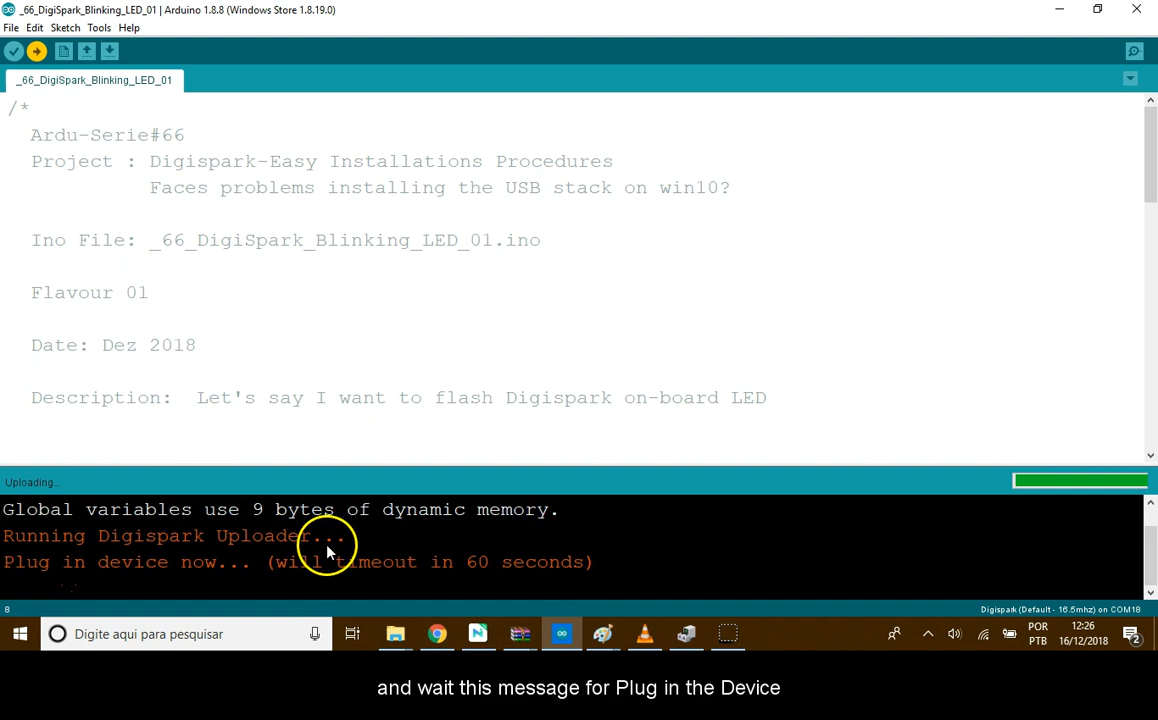 _66_DigiSpark_Blinking_LED_01 | Arduino 1.8.8 (Windows Store 1.8.19.0)
File Edit Sketch Tools Help
_66_DigiSpark_Blinking_LED_01
/*
Ardu-Serie#66
Project : Digispark-Easy Installations Procedures
Faces problems installing the USB stack on win10?
Ino File: _66_DigiSpark_Blinking_LED_01.ino
Flavour 01
Date: Dez 2018
Description: Let's say I want to flash Digispark on-board LED
Uploading...
Global variables use 9 bytes of dynamic memory.
Running Digispark Uploader...
Plug in device now... (will timeout in 60 seconds)
8 Digispark (Default - 16.5mhz) on COM18
Digite aqui para pesquisar
POR 12:26
PTB 16/12/2018 2
and wait this message for Plug in the Device